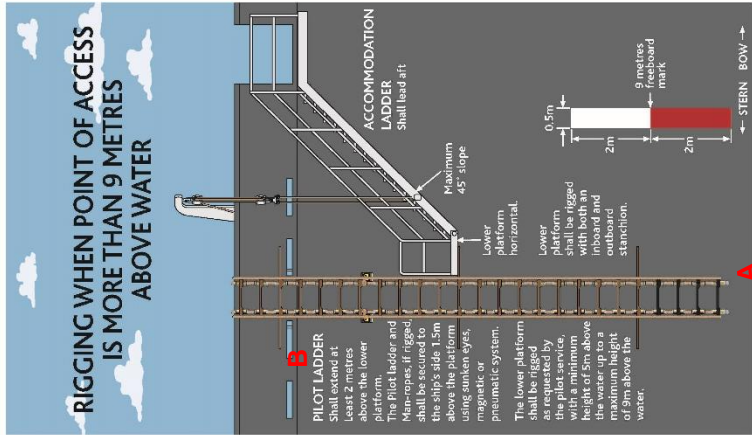 RIGGING WHEN POINT OF ACCESS
IS MORE THAN 9 METRES
ABOVE WATER
B
PILOT LADDER
Shall extend at
Least 2 metres
above the lower
platform.
The Pilot ladder and
Man-ropes, if rigged,
shall be secured to
the ship's side 1.5m
above the platform
using sunken eyes,
magnetic or
pneumatic system.
The lower platform
shall be rigged
as requested by
the pilot service,
with a minimum
height of 5m above
the water up to a
maximum height
of 9m above the
water.
A
ACCOMMODATION
LADDER
Shall lead aft
Maximum
45° slope
Lower
platform
horizontal.
Lower
platform
shall be rigged
with both an
inboard and
outboard
stanchion.
0.5m
9 metres
freeboard
mark
2m
2m
← STERN BOW →